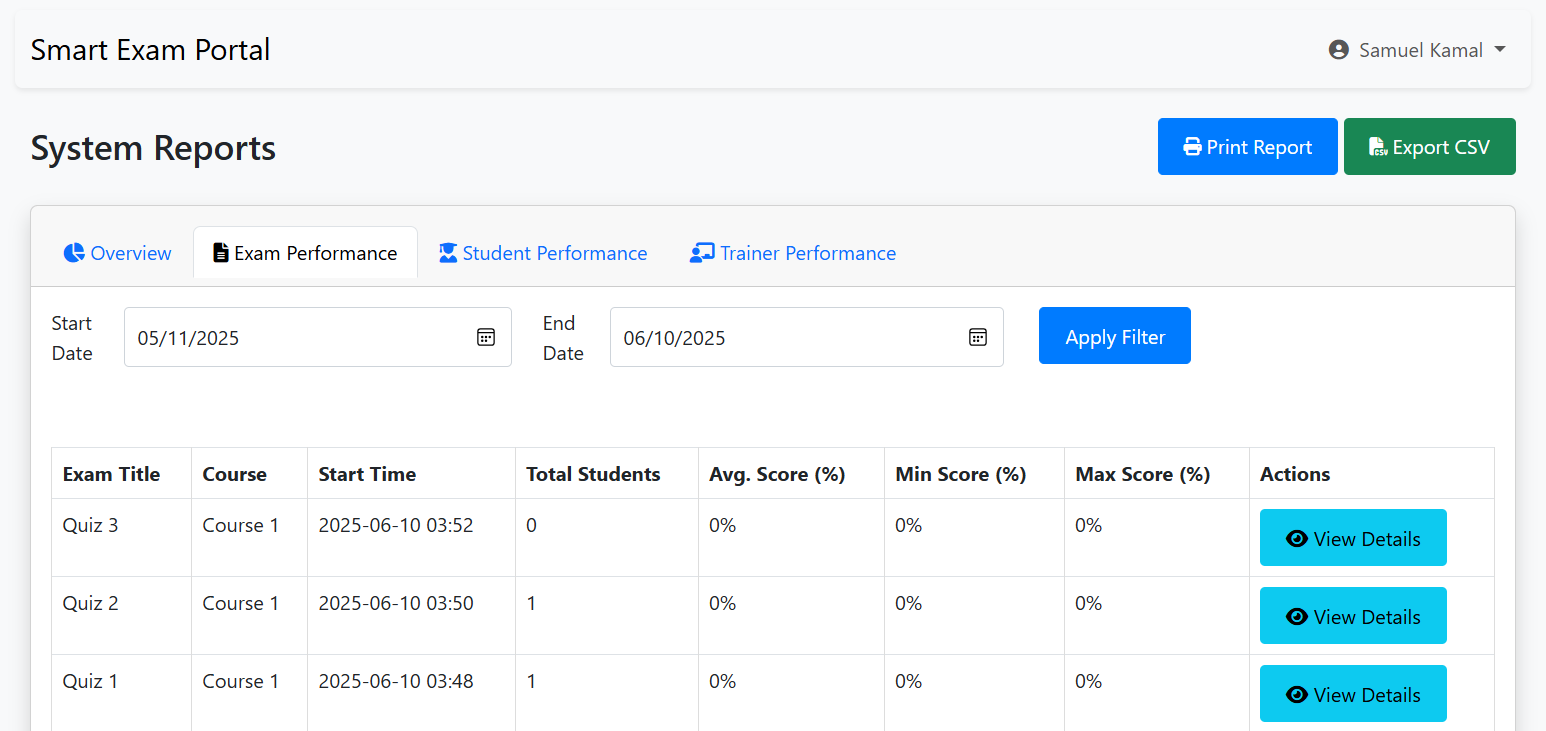 Smart Exam Portal
Samuel Kamal
System Reports
Print Report
Export CSV
Overview
Exam Performance
Student Performance
Trainer Performance
Start
Date
05/11/2025
End
Date
06/10/2025
Apply Filter
Exam Title Course Start Time Total Students Avg. Score (%) Min Score (%) Max Score (%) Actions
Quiz 3 Course 1 2025-06-10 03:52 0 0% 0% 0% View Details
Quiz 2 Course 1 2025-06-10 03:50 1 0% 0% 0% View Details
Quiz 1 Course 1 2025-06-10 03:48 1 0% 0% 0% View Details